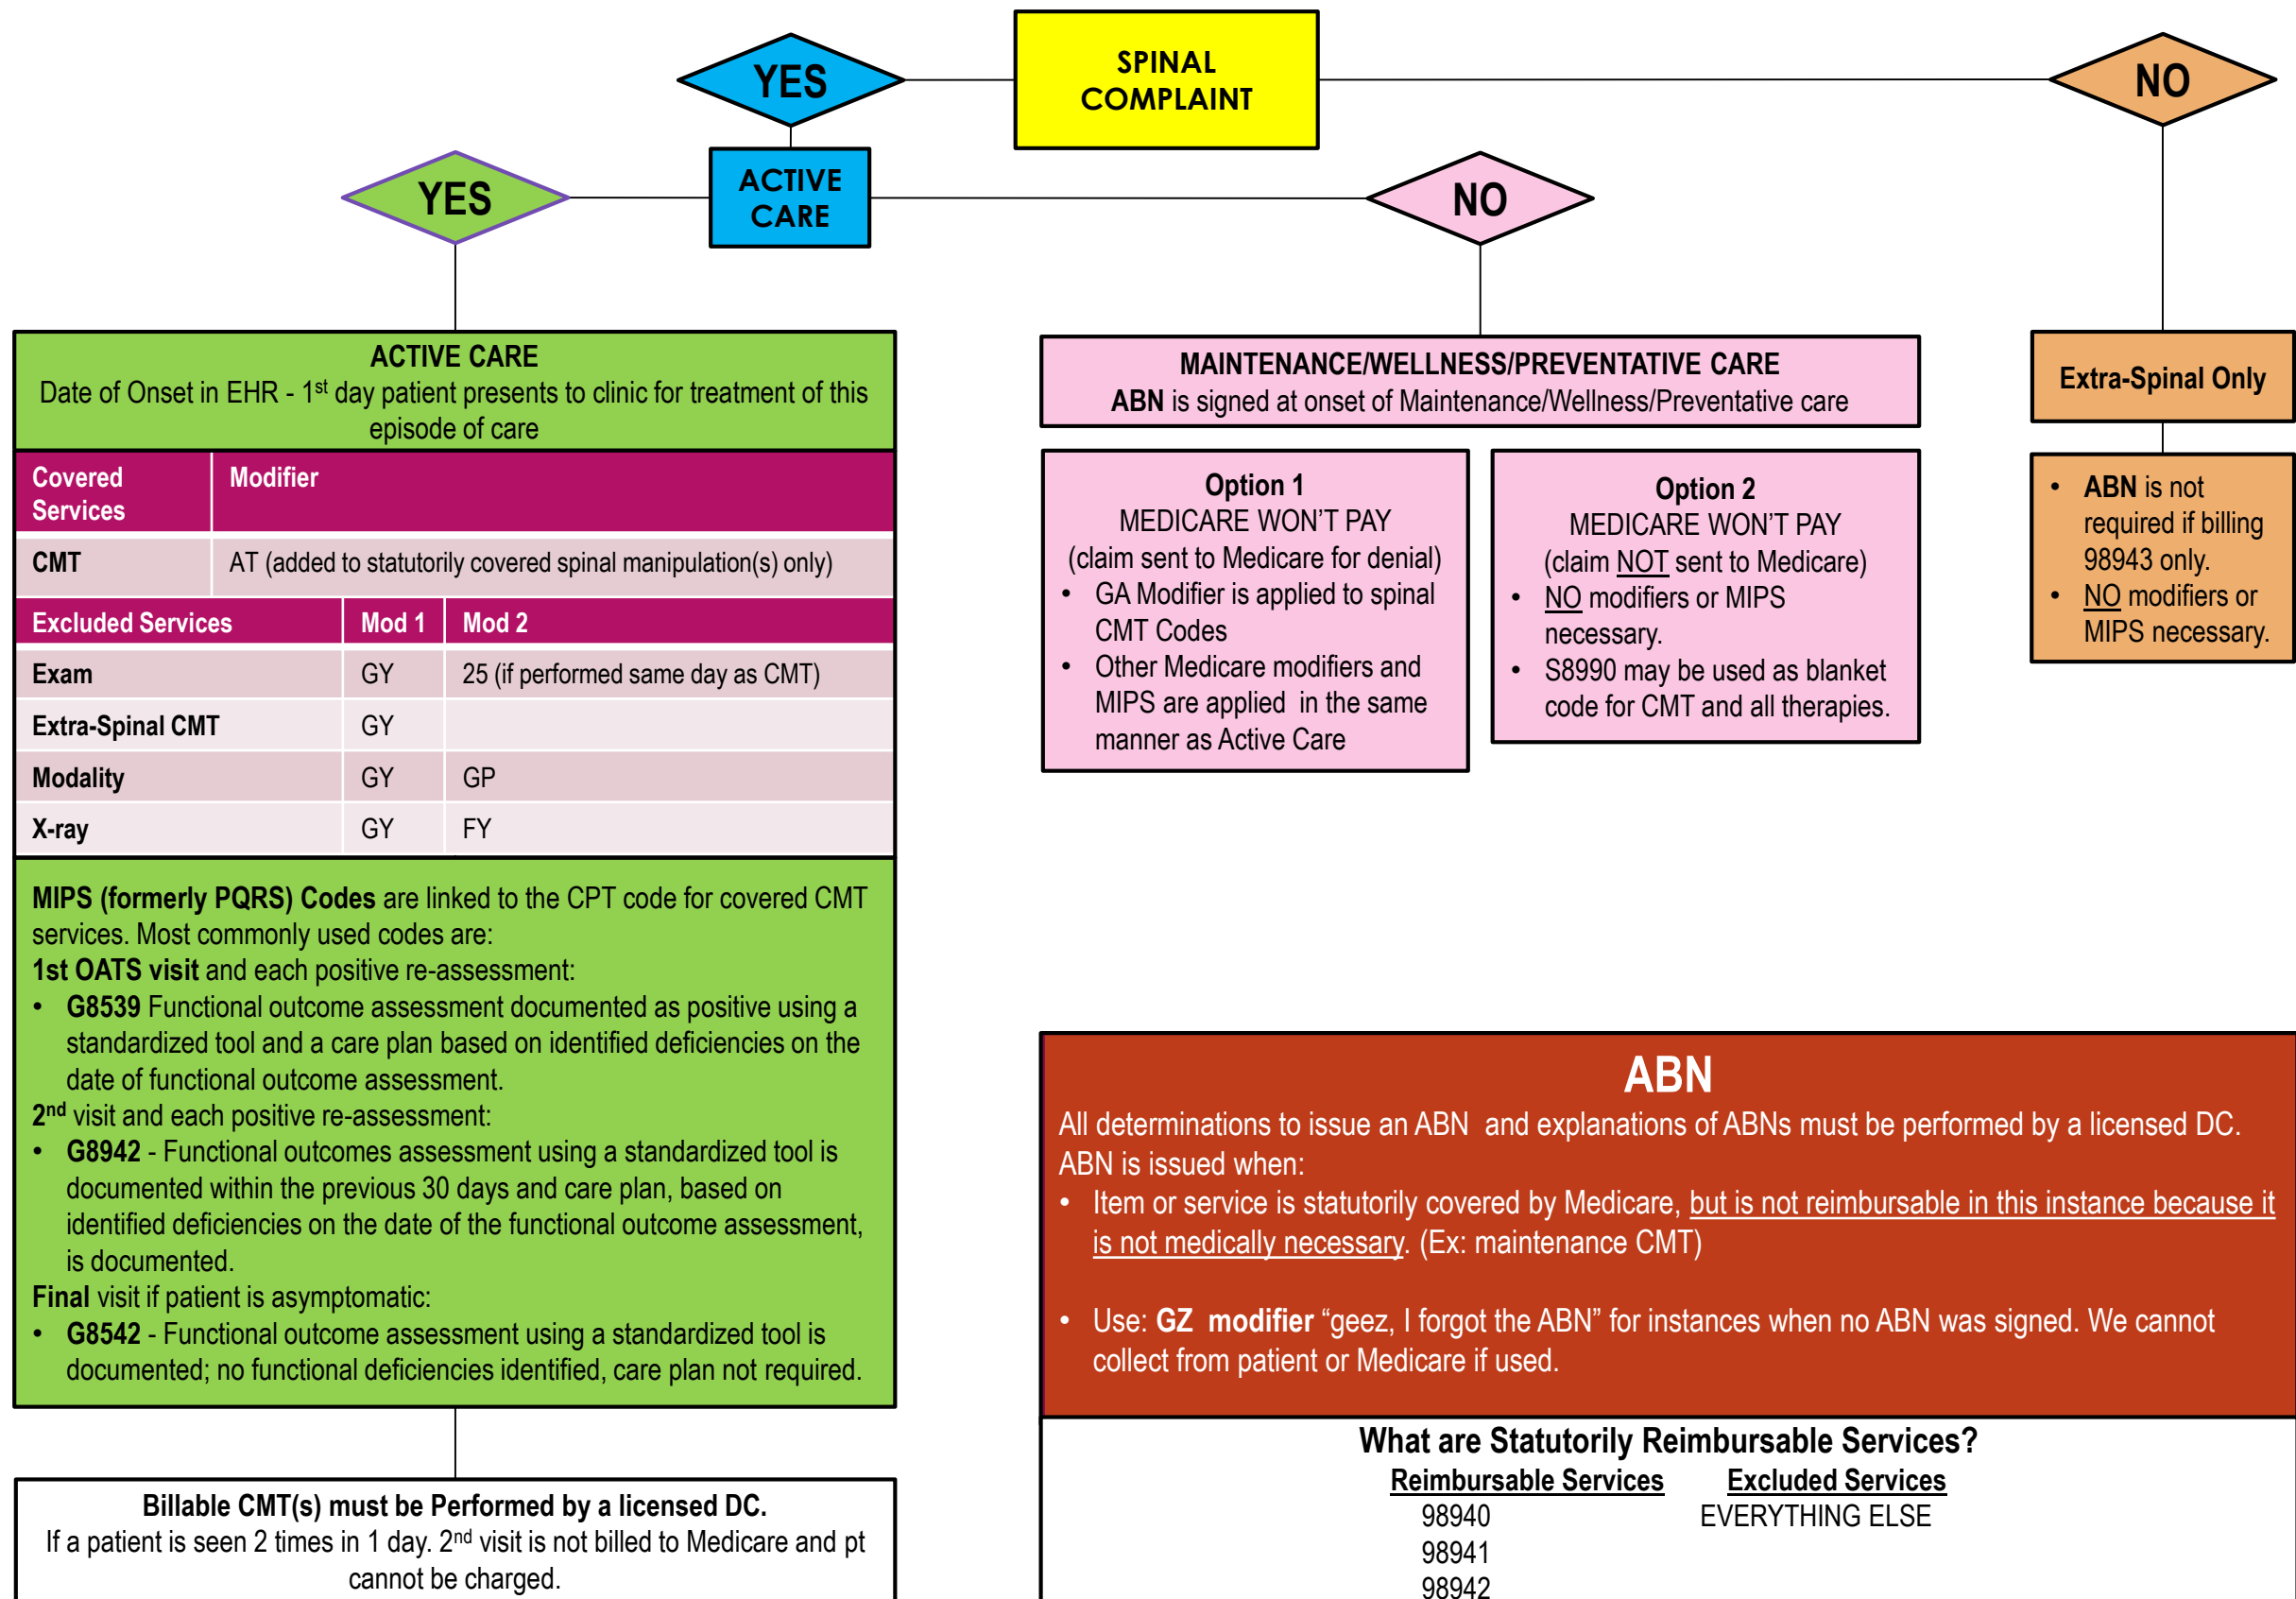 SPINAL
COMPLAINT
YES
NO
ACTIVE
CARE
YES
NO
ACTIVE CARE
Date of Onset in EHR - 1st day patient presents to clinic for treatment of this
episode of care
Covered
Services
Modifier
CMT
AT (added to statutorily covered spinal manipulation(s) only)
Excluded Services
Mod 1
Mod 2
Exam
GY
25 (if performed same day as CMT)
Extra-Spinal CMT
GY
Modality
GY
GP
X-ray
GY
FY
MIPS (formerly PQRS) Codes are linked to the CPT code for covered CMT
services. Most commonly used codes are:
1st OATS visit and each positive re-assessment:
• G8539 Functional outcome assessment documented as positive using a
standardized tool and a care plan based on identified deficiencies on the
date of functional outcome assessment.
2nd visit and each positive re-assessment:
• G8942 - Functional outcomes assessment using a standardized tool is
documented within the previous 30 days and care plan, based on
identified deficiencies on the date of the functional outcome assessment,
is documented.
Final visit if patient is asymptomatic:
• G8542 - Functional outcome assessment using a standardized tool is
documented; no functional deficiencies identified, care plan not required.
Billable CMT(s) must be Performed by a licensed DC.
If a patient is seen 2 times in 1 day. 2nd visit is not billed to Medicare and pt
cannot be charged.
MAINTENANCE/WELLNESS/PREVENTATIVE CARE
ABN is signed at onset of Maintenance/Wellness/Preventative care
Option 1
MEDICARE WON'T PAY
(claim sent to Medicare for denial)
• GA Modifier is applied to spinal
CMT Codes
• Other Medicare modifiers and
MIPS are applied in the same
manner as Active Care
Option 2
MEDICARE WON'T PAY
(claim NOT sent to Medicare)
• NO modifiers or MIPS
necessary.
• S8990 may be used as blanket
code for CMT and all therapies.
Extra-Spinal Only
• ABN is not
required if billing
98943 only.
• NO modifiers or
MIPS necessary.
ABN
All determinations to issue an ABN and explanations of ABNs must be performed by a licensed DC.
ABN is issued when:
• Item or service is statutorily covered by Medicare, but is not reimbursable in this instance because it
is not medically necessary. (Ex: maintenance CMT)
• Use: GZ modifier “geez, I forgot the ABN” for instances when no ABN was signed. We cannot
collect from patient or Medicare if used.
What are Statutorily Reimbursable Services?
Reimbursable Services
Excluded Services
98940
EVERYTHING ELSE
98941
98942